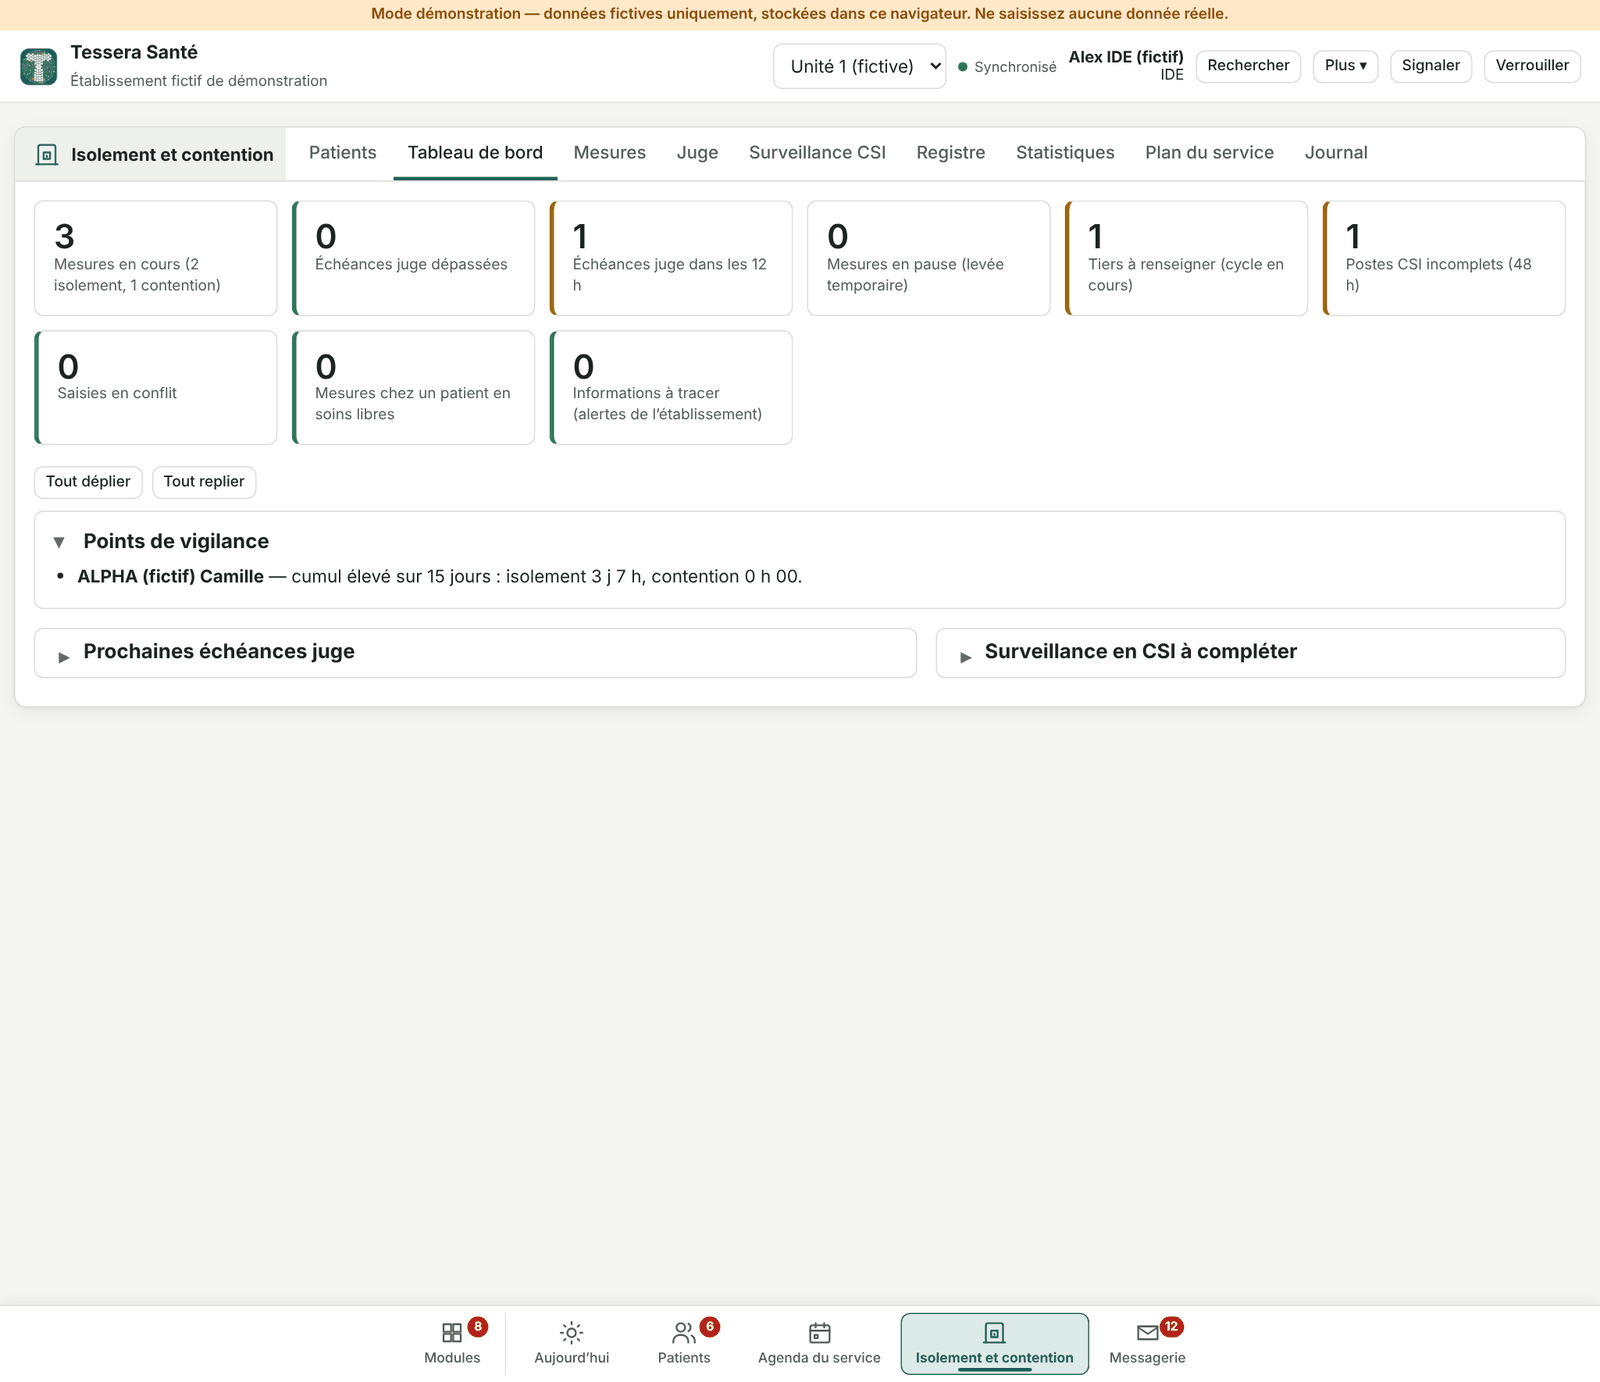 Mode démonstration — données fictives uniquement, stockées dans ce navigateur. Ne saisissez aucune donnée réelle.
Tessera Santé
Établissement fictif de démonstration
Unité 1 (fictive)
Synchronisé
Alex IDE (fictif)
IDE
Rechercher
Plus ▾
Signaler
Verrouiller
Isolement et contention
Patients
Tableau de bord
Mesures
Juge
Surveillance CSI
Registre
Statistiques
Plan du service
Journal
3
Mesures en cours (2
isolement, 1 contention)
0
Échéances juge dépassées
1
Échéances juge dans les 12
h
0
Mesures en pause (levée
temporaire)
1
Tiers à renseigner (cycle en
cours)
1
Postes CSI incomplets (48
h)
0
Saisies en conflit
0
Mesures chez un patient en
soins libres
0
Informations à tracer
(alertes de l’établissement)
Tout déplier
Tout replier
▼ Points de vigilance
• ALPHA (fictif) Camille — cumul élevé sur 15 jours : isolement 3 j 7 h, contention 0 h 00.
▶ Prochaines échéances juge
▶ Surveillance en CSI à compléter
8
Modules
Aujourd’hui
6
Patients
Agenda du service
Isolement et contention
12
Messagerie